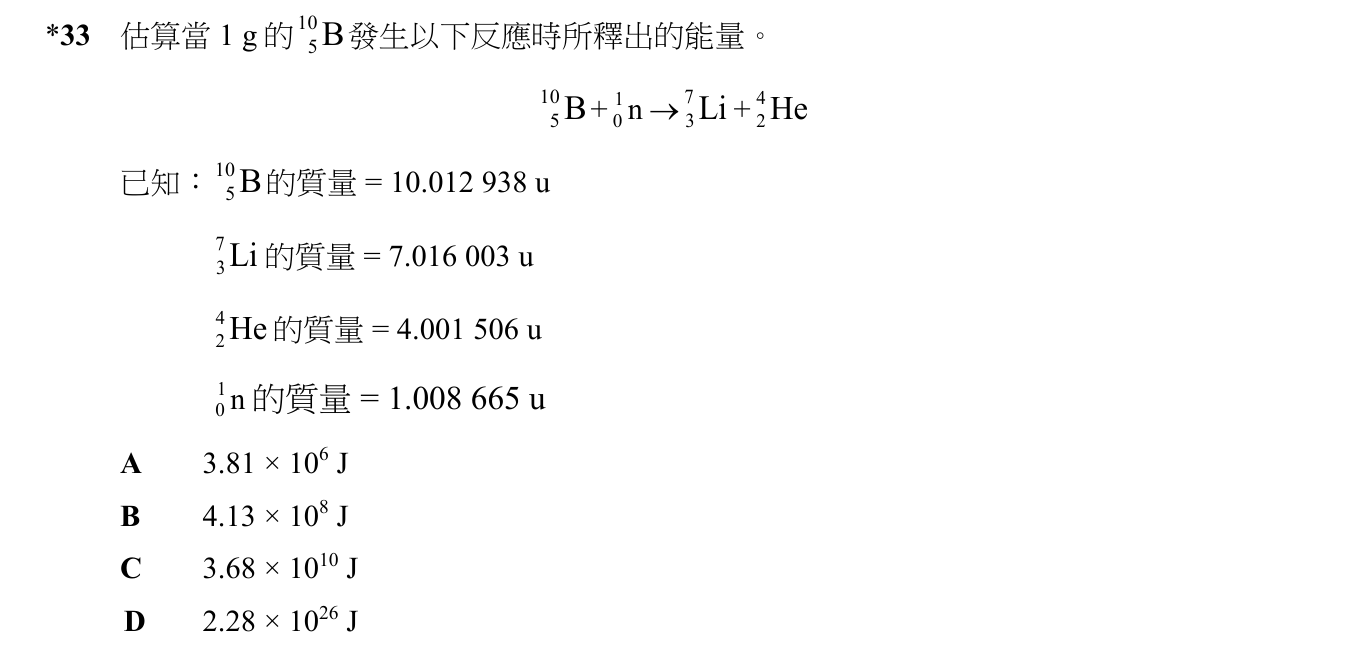 *33 估算當 1 g 的 ¹⁰₅B 發生以下反應時所釋出的能量。
¹⁰₅B + ¹₀n → ⁷₃Li + ⁴₂He
已知：¹⁰₅B 的質量 = 10.012 938 u
⁷₃Li 的質量 = 7.016 003 u
⁴₂He 的質量 = 4.001 506 u
¹₀n 的質量 = 1.008 665 u
A 3.81 × 10⁶ J
B 4.13 × 10⁸ J
C 3.68 × 10¹⁰ J
D 2.28 × 10²⁶ J